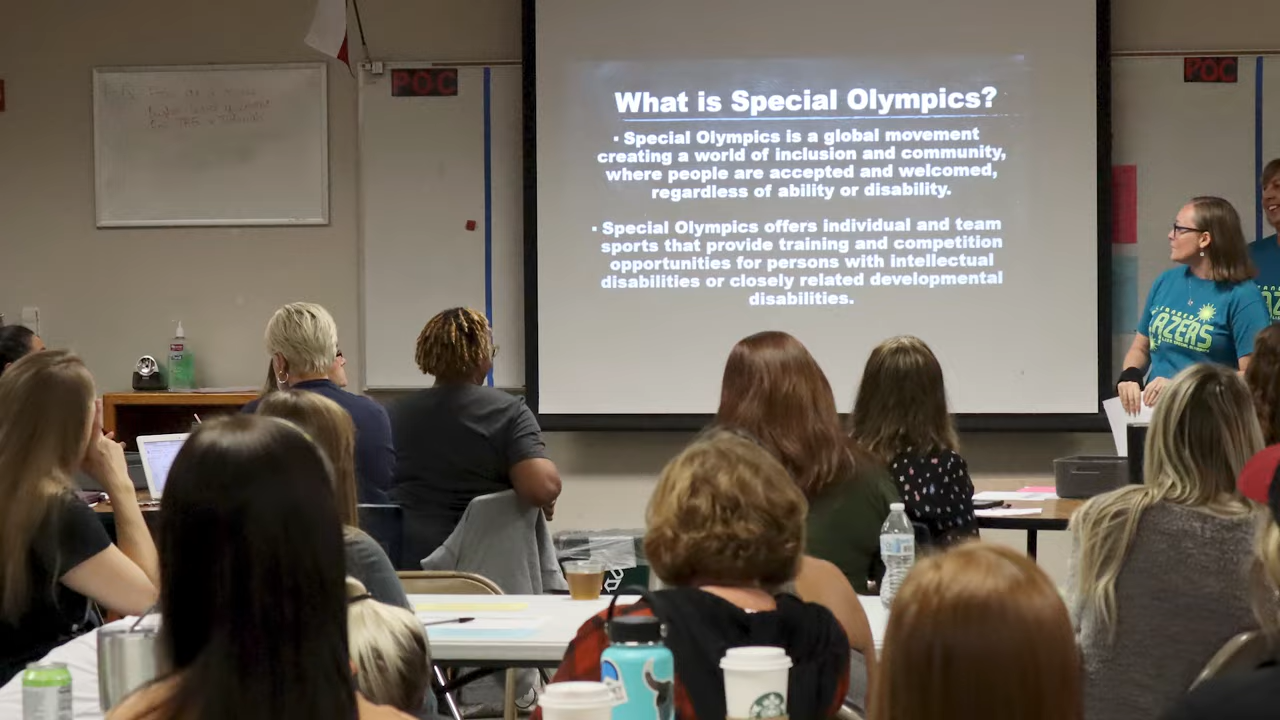 POC
POC
What is Special Olympics?
▪ Special Olympics is a global movement
creating a world of inclusion and community,
where people are accepted and welcomed,
regardless of ability or disability.
▪ Special Olympics offers individual and team
sports that provide training and competition
opportunities for persons with intellectual
disabilities or closely related developmental
disabilities.